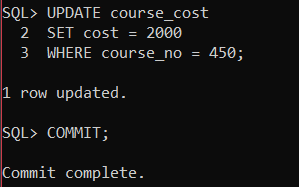 SQL> UPDATE course_cost
  2  SET cost = 2000
  3  WHERE course_no = 450;
1 row updated.
SQL> COMMIT;
Commit complete.